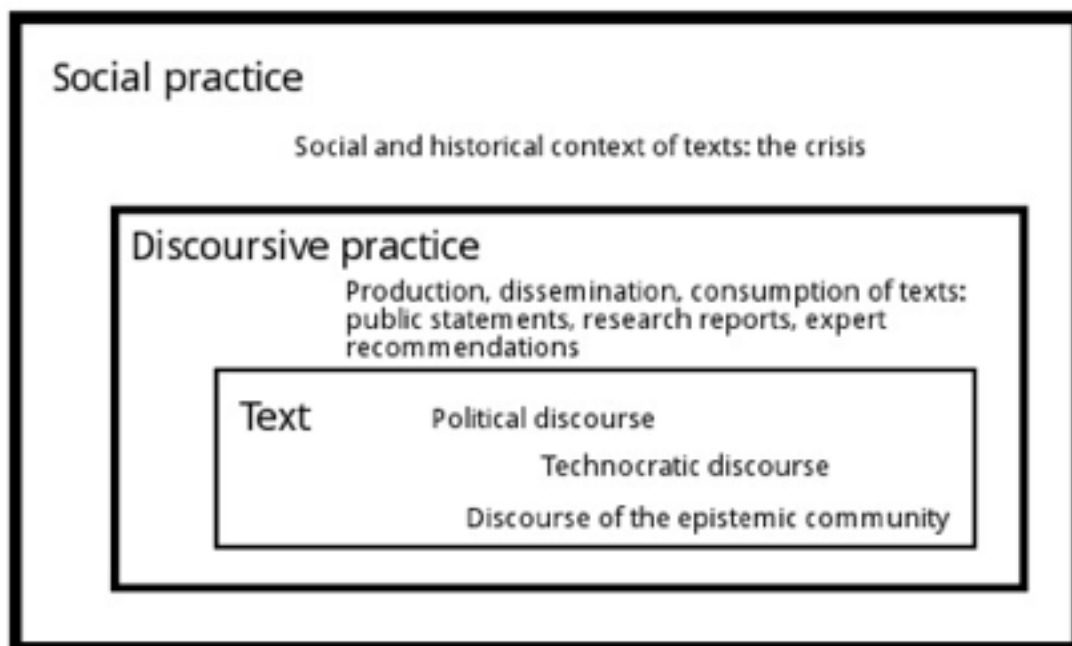 Social practice
Social and historical context of texts: the crisis
Discoursive practice
Production, dissemination, consumption of texts:
public statements, research reports, expert
recommendations
Text
Political discourse
Technocratic discourse
Discourse of the epistemic community